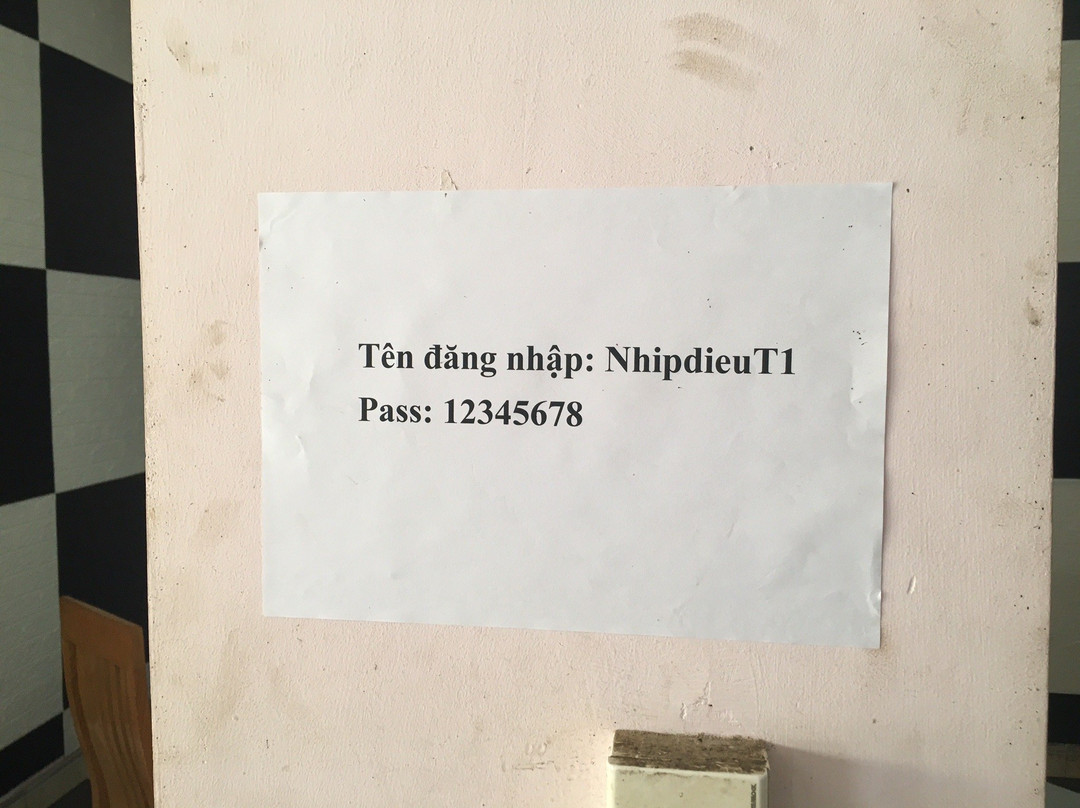 Tên đăng nhập: NhipdieuT1
Pass: 12345678